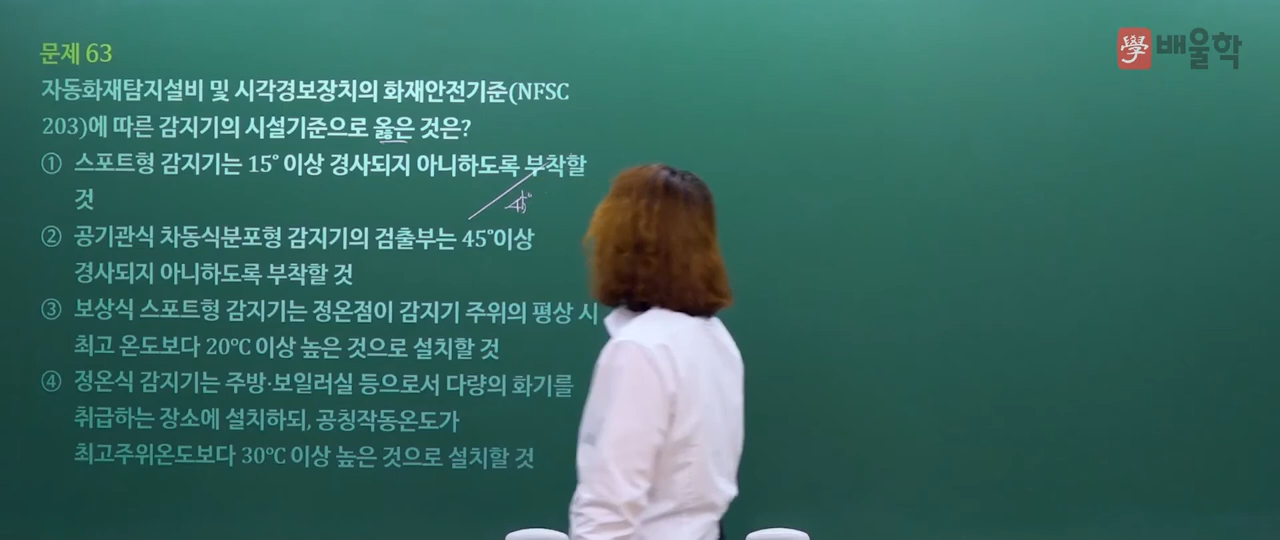 學 배울학
문제 63
자동화재탐지설비 및 시각경보장치의 화재안전기준(NFSC
203)에 따른 감지기의 시설기준으로 옳은 것은?
① 스포트형 감지기는 15° 이상 경사되지 아니하도록 부착할
것
45°
② 공기관식 차동식분포형 감지기의 검출부는 45°이상
경사되지 아니하도록 부착할 것
③ 보상식 스포트형 감지기는 정온점이 감지기 주위의 평상 시
최고 온도보다 20℃ 이상 높은 것으로 설치할 것
④ 정온식 감지기는 주방·보일러실 등으로서 다량의 화기를
취급하는 장소에 설치하되, 공칭작동온도가
최고주위온도보다 30℃ 이상 높은 것으로 설치할 것